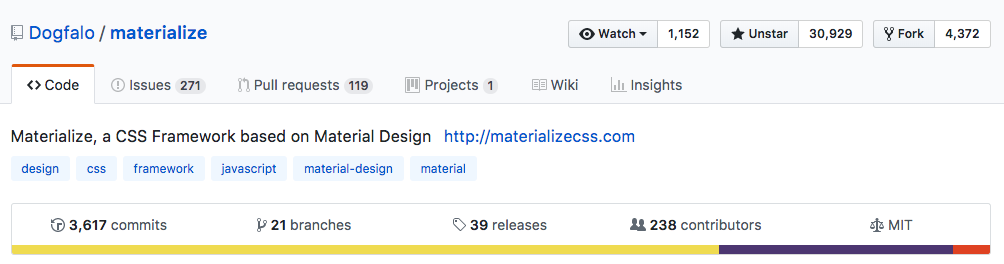 Dogfalo / materialize Watch 1,152 Unstar 30,929 Fork 4,372
Code Issues 271 Pull requests 119 Projects 1 Wiki Insights
Materialize, a CSS Framework based on Material Design http://materializecss.com
design css framework javascript material-design material
3,617 commits 21 branches 39 releases 238 contributors MIT